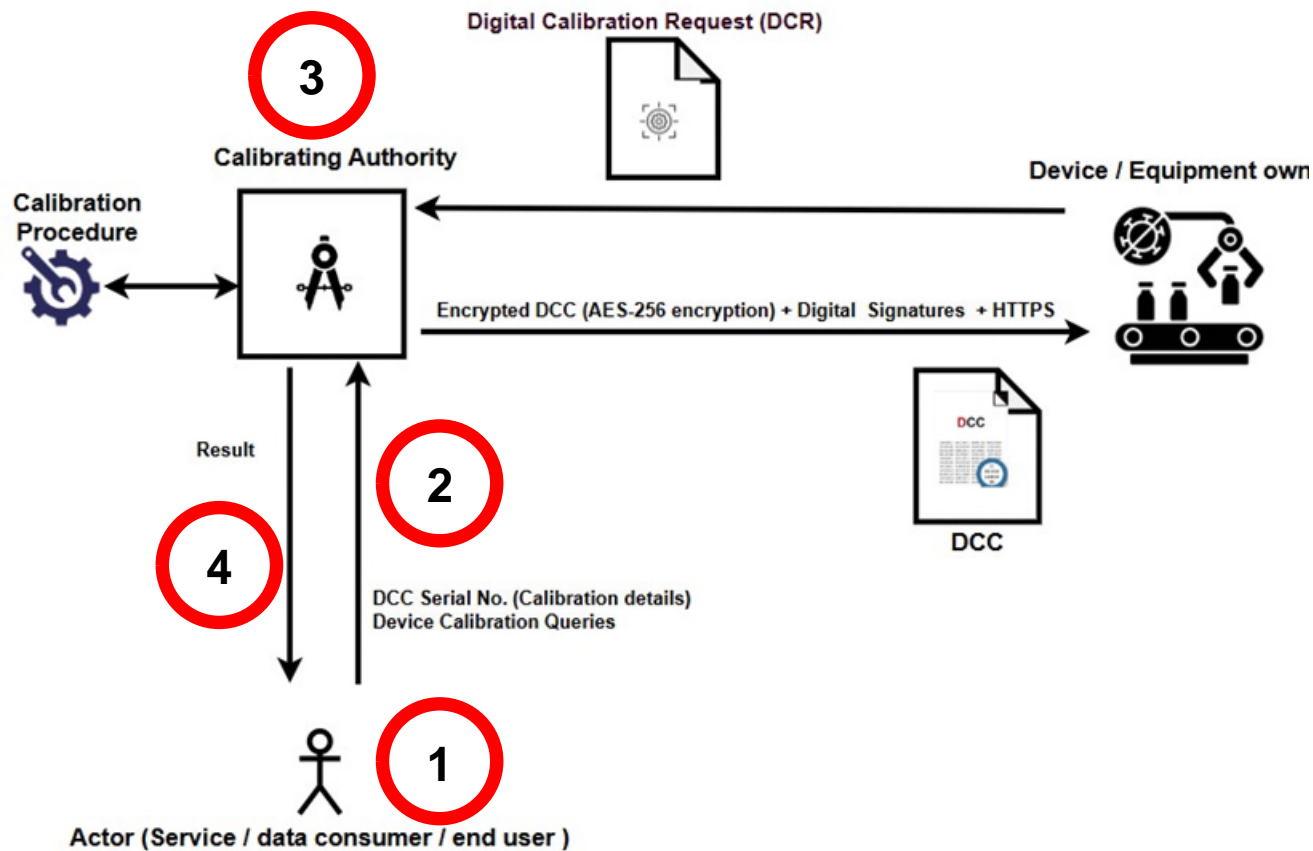 Digital Calibration Request (DCR)
3
Calibrating Authority
Device / Equipment own
Calibration
Procedure
Encrypted DCC (AES-256 encryption) + Digital Signatures + HTTPS
DCC
Result
2
4
DCC
DCC Serial No. (Calibration details)
Device Calibration Queries
1
Actor (Service / data consumer / end user )